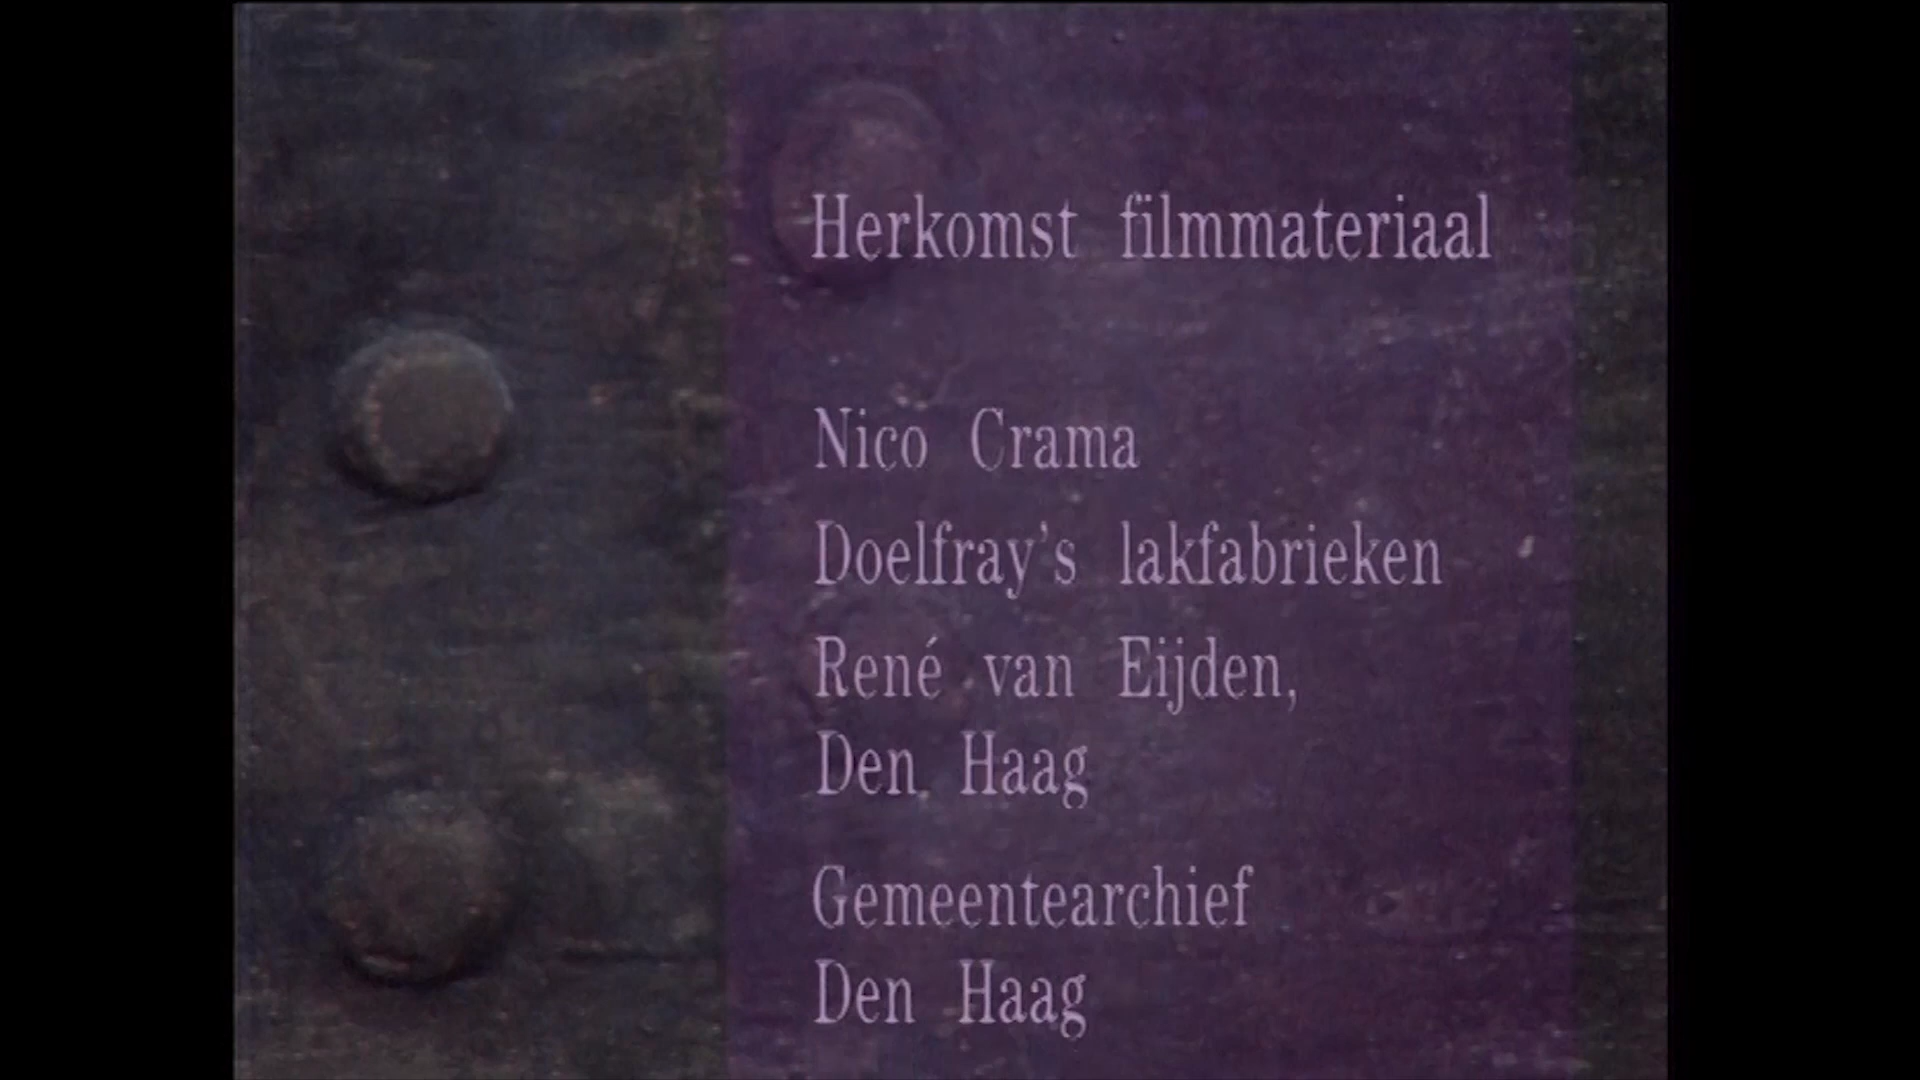 Herkomst filmmateriaal
Nico Crama
Doelfray's lakfabrieken
René van Eijden,
Den Haag
Gemeentearchief
Den Haag